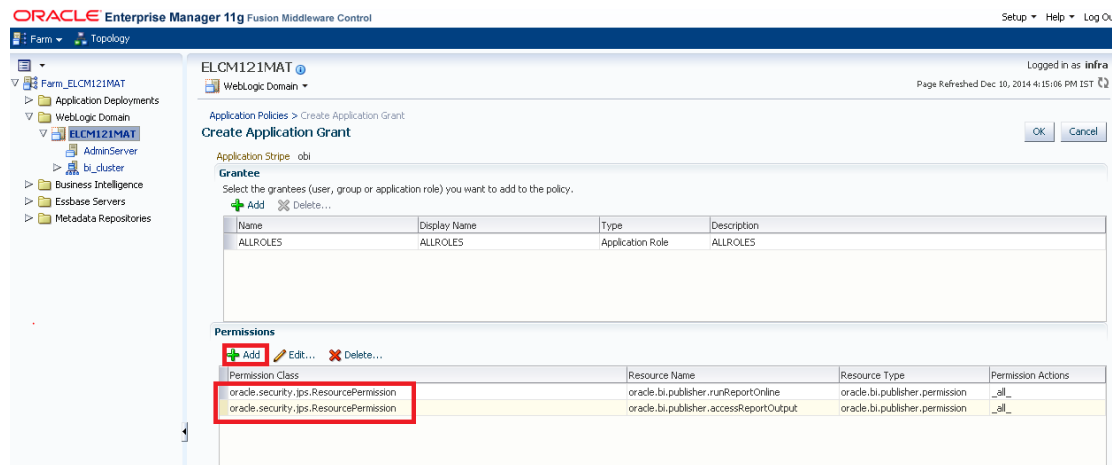 ORACLE Enterprise Manager 11g Fusion Middleware Control
Setup Help Log Ou
Farm Topology
ELCM121MAT
Logged in as infra
WebLogic Domain
Page Refreshed Dec 10, 2014 4:15:06 PM IST
Farm_ELCM121MAT
Application Deployments
WebLogic Domain
ELCM121MAT
AdminServer
bi_cluster
Business Intelligence
Essbase Servers
Metadata Repositories
Application Policies > Create Application Grant
Create Application Grant
OK Cancel
Application Stripe obi
Grantee
Select the grantees (user, group or application role) you want to add to the policy.
Add Delete...
Name Display Name Type Description
ALLROLES ALLROLES Application Role ALLROLES
Permissions
Add Edit... Delete...
Permission Class Resource Name Resource Type Permission Actions
oracle.security.jps.ResourcePermission oracle.bi.publisher.runReportOnline oracle.bi.publisher.permission _all_
oracle.security.jps.ResourcePermission oracle.bi.publisher.accessReportOutput oracle.bi.publisher.permission _all_